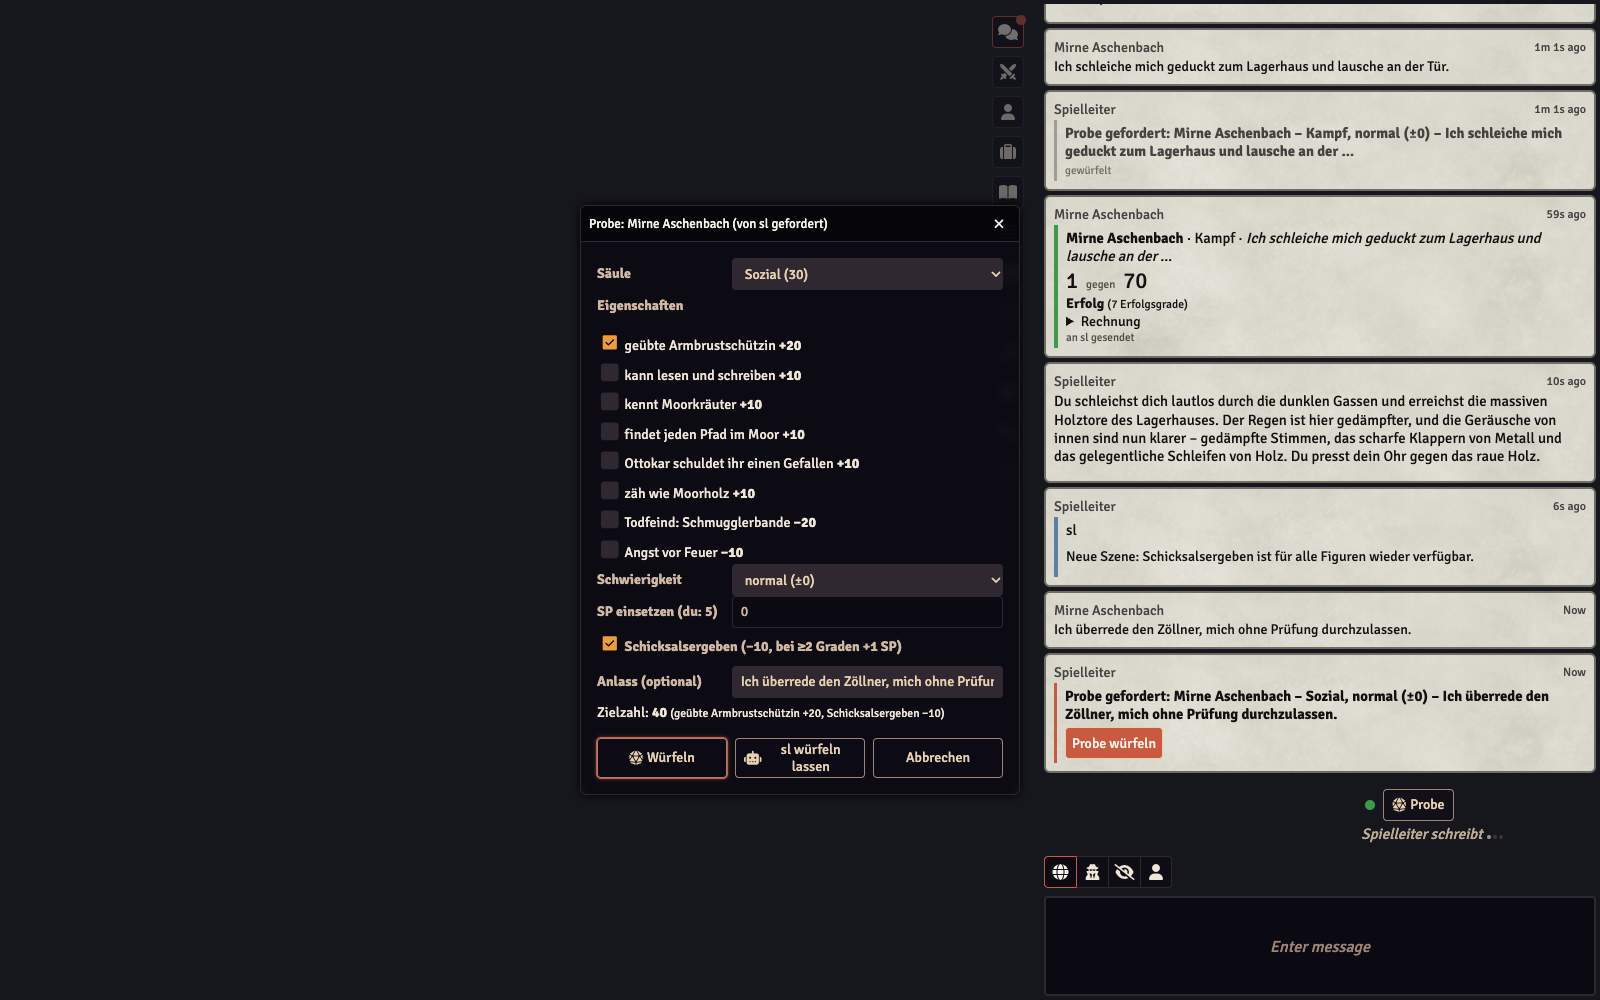 Probe: Mirne Aschenbach (von sl gefordert)
Säule
Sozial (30)
Eigenschaften
geübte Armbrustschützin +20
kann lesen und schreiben +10
kennt Moorkräuter +10
findet jeden Pfad im Moor +10
Ottokar schuldet ihr einen Gefallen +10
zäh wie Moorholz +10
Todfeind: Schmugglerbande −20
Angst vor Feuer −10
Schwierigkeit
normal (±0)
SP einsetzen (du: 5)
0
Schicksalsergeben (−10, bei ≥2 Graden +1 SP)
Anlass (optional)
Ich überrede den Zöllner, mich ohne Prüfur
Zielzahl: 40 (geübte Armbrustschützin +20, Schicksalsergeben −10)
Würfeln
sl würfeln
lassen
Abbrechen
Mirne Aschenbach
1m 1s ago
Ich schleiche mich geduckt zum Lagerhaus und lausche an der Tür.
Spielleiter
1m 1s ago
Probe gefordert: Mirne Aschenbach – Kampf, normal (±0) – Ich schleiche mich
geduckt zum Lagerhaus und lausche an der ...
gewürfelt
Mirne Aschenbach
59s ago
Mirne Aschenbach · Kampf · Ich schleiche mich geduckt zum Lagerhaus und
lausche an der ...
1 gegen 70
Erfolg (7 Erfolgsgrade)
Rechnung
an sl gesendet
Spielleiter
10s ago
Du schleichst dich lautlos durch die dunklen Gassen und erreichst die massiven
Holztore des Lagerhauses. Der Regen ist hier gedämpfter, und die Geräusche von
innen sind nun klarer – gedämpfte Stimmen, das scharfe Klappern von Metall und
das gelegentliche Schleifen von Holz. Du presst dein Ohr gegen das raue Holz.
Spielleiter
6s ago
sl
Neue Szene: Schicksalsergeben ist für alle Figuren wieder verfügbar.
Mirne Aschenbach
Now
Ich überrede den Zöllner, mich ohne Prüfung durchzulassen.
Spielleiter
Now
Probe gefordert: Mirne Aschenbach – Sozial, normal (±0) – Ich überrede den
Zöllner, mich ohne Prüfung durchzulassen.
Probe würfeln
Probe
Spielleiter schreibt
Enter message